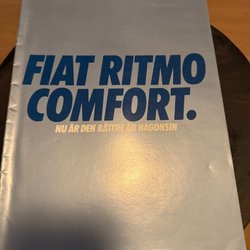 FIAT RITMO
COMFORT.
NU ÄR DEN BÄTTRE ÄN NÅGONSIN